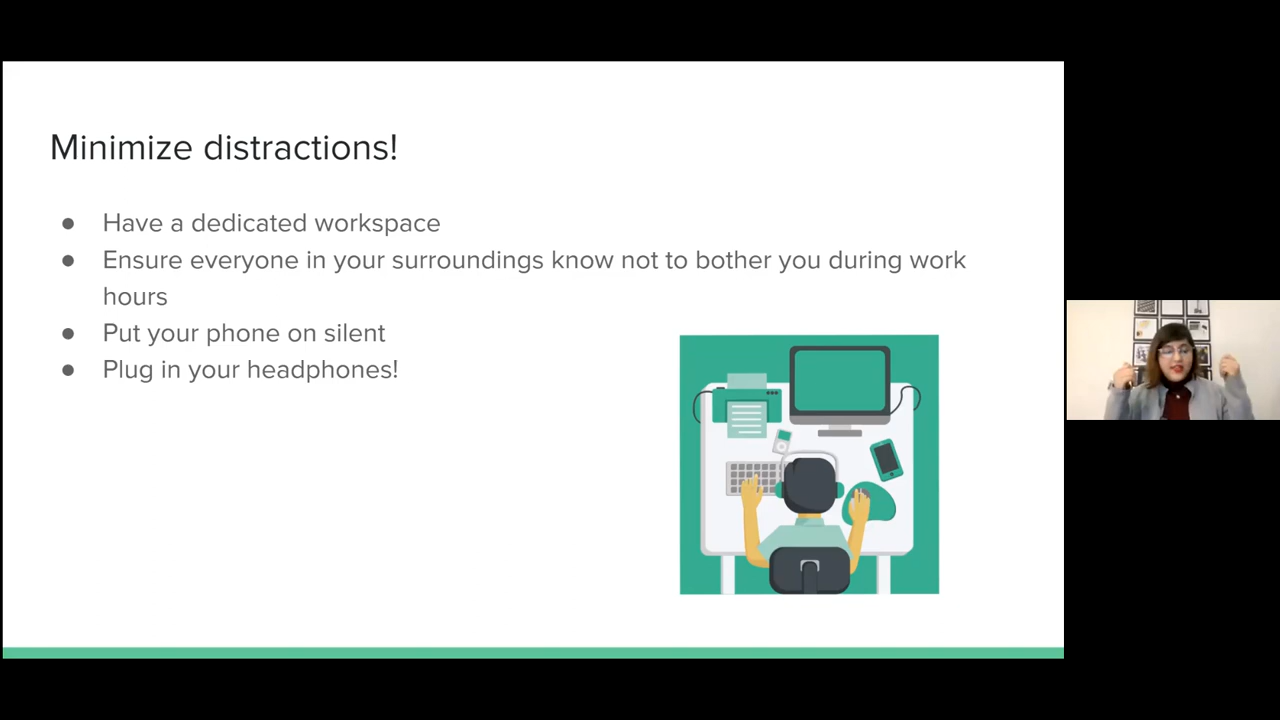 Minimize distractions!
● Have a dedicated workspace
● Ensure everyone in your surroundings know not to bother you during work
hours
● Put your phone on silent
● Plug in your headphones!